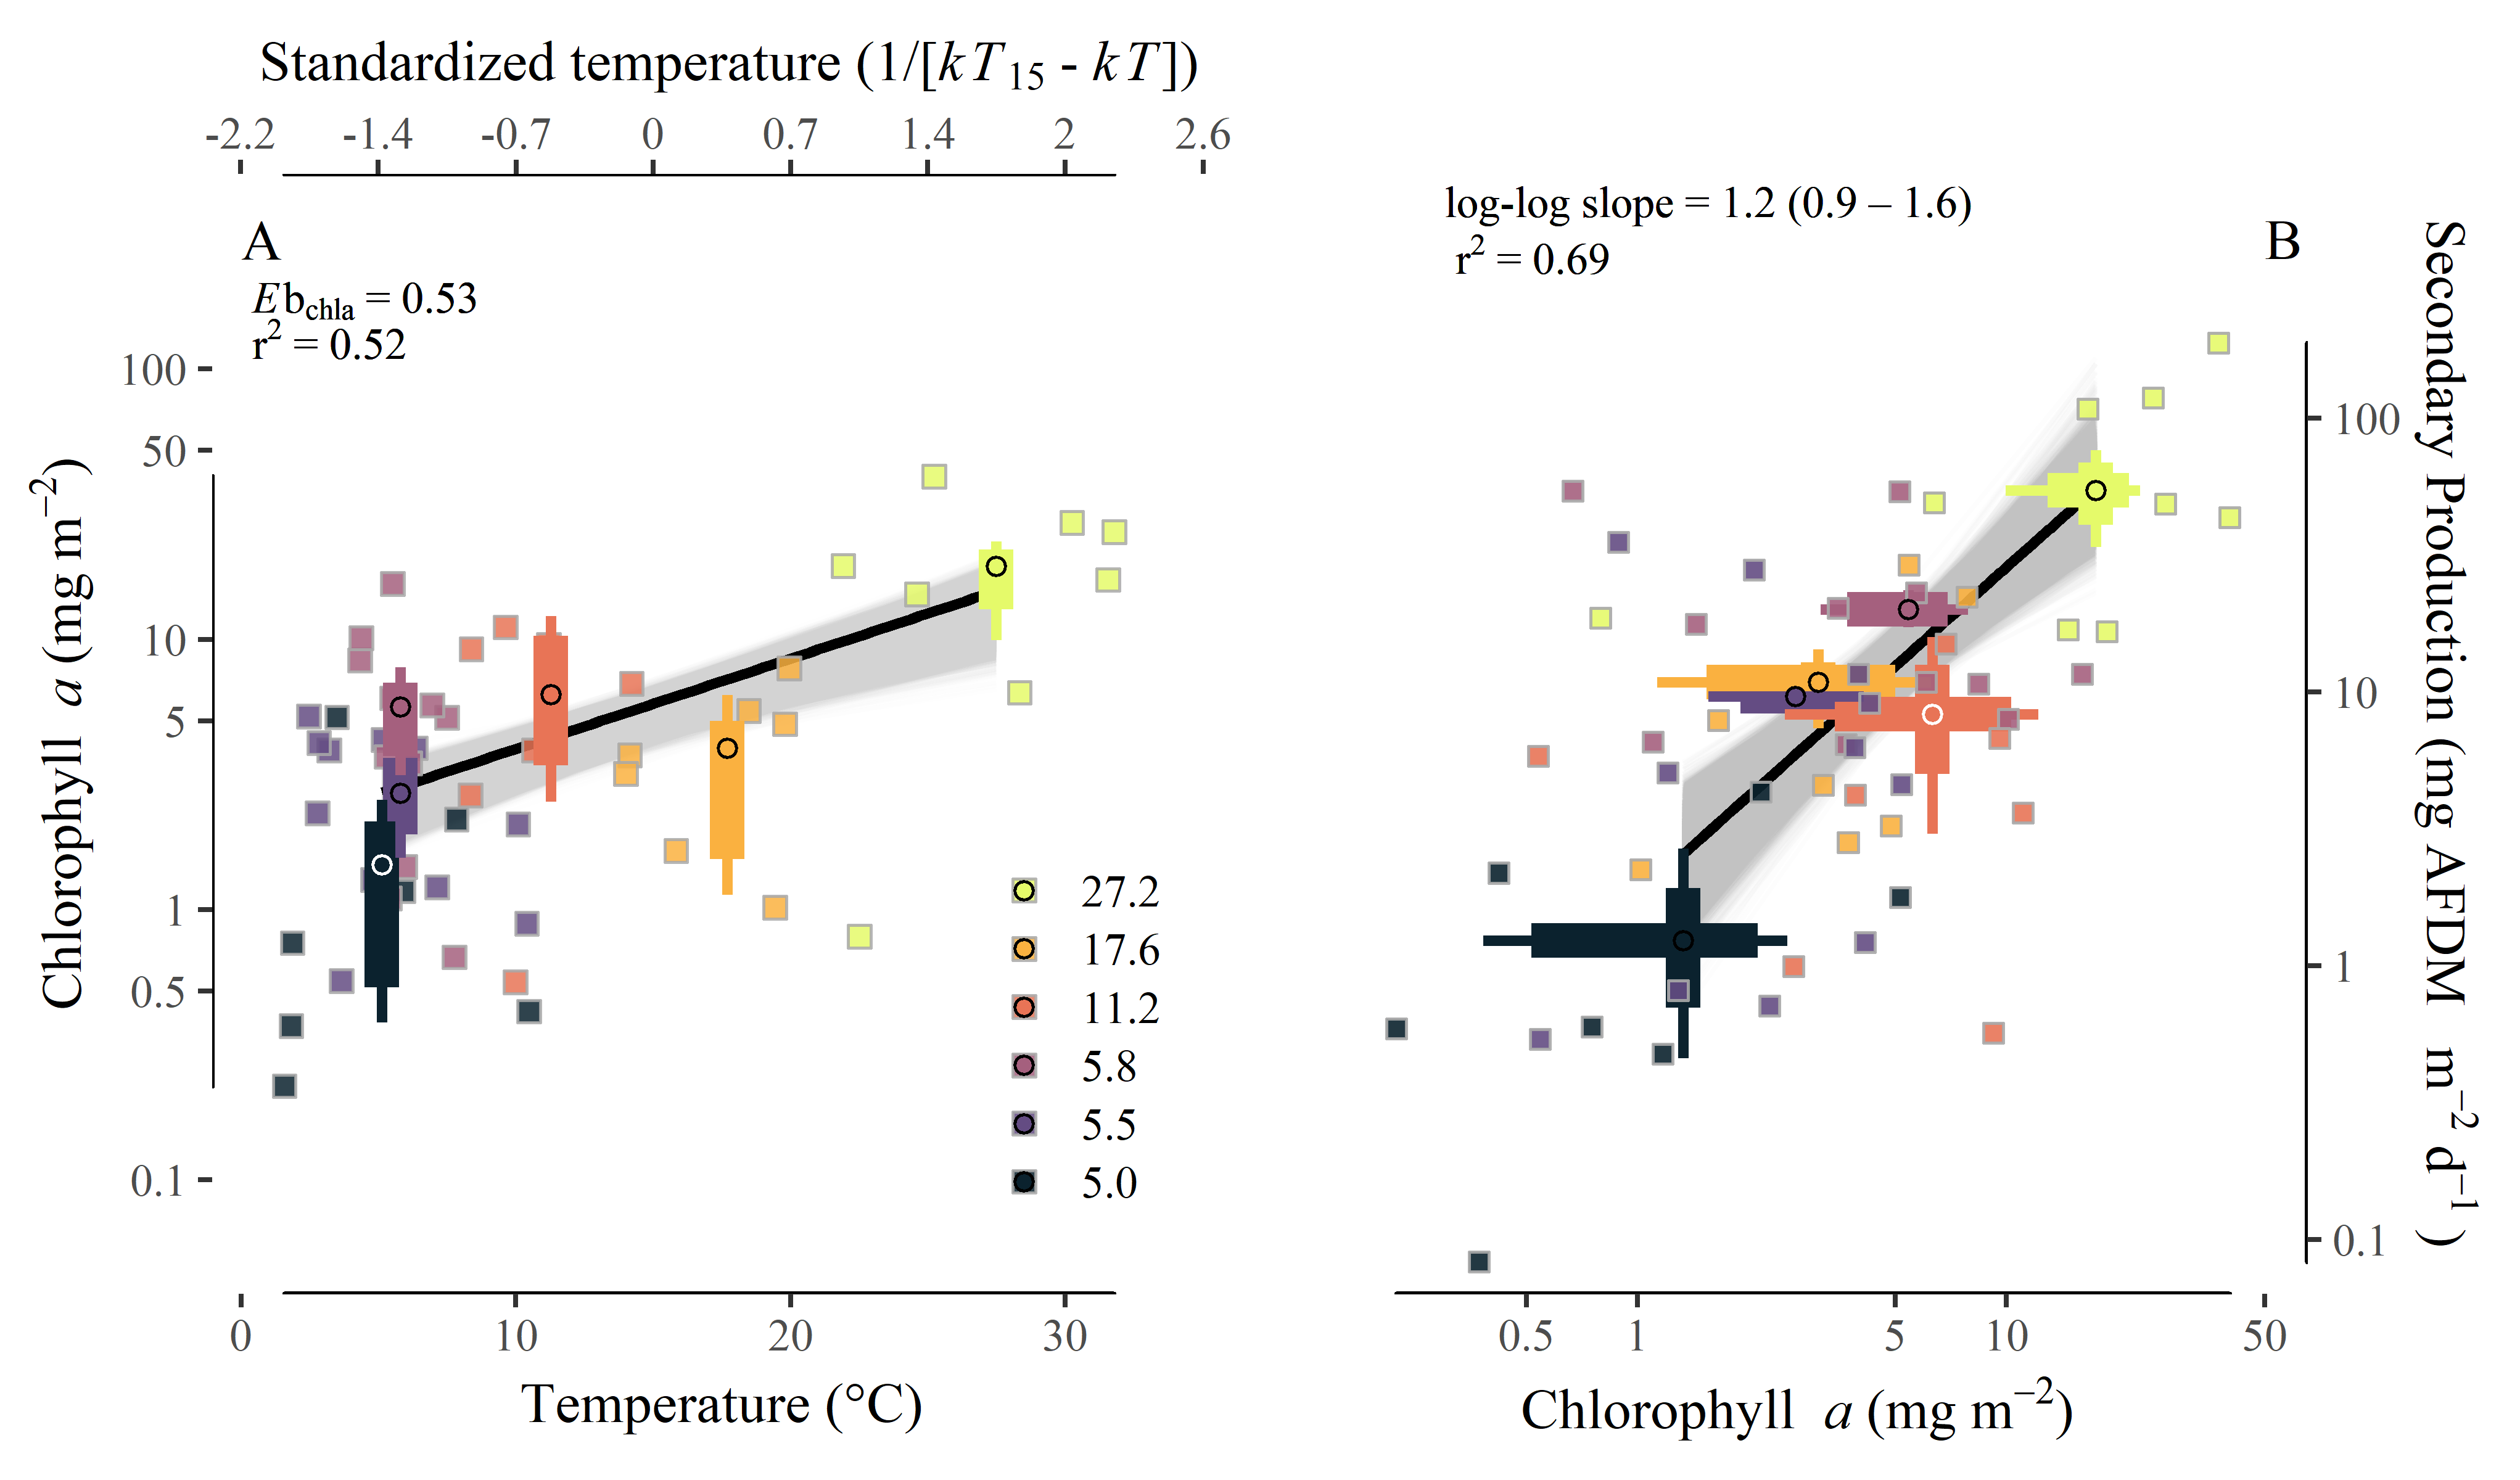 Standardized temperature (1/[kT₁₅ - kT])
-2.2 -1.4 -0.7 0 0.7 1.4 2 2.6
A
Eb_chla = 0.53
r² = 0.52
Chlorophyll a (mg m⁻²)
100
50
10
5
1
0.5
0.1
27.2
17.6
11.2
5.8
5.5
5.0
0 10 20 30
Temperature (°C)
log-log slope = 1.2 (0.9 – 1.6)
r² = 0.69
B
100
10
1
0.1
Secondary Production (mg AFDM m⁻² d⁻¹)
0.5 1 5 10 50
Chlorophyll a (mg m⁻²)